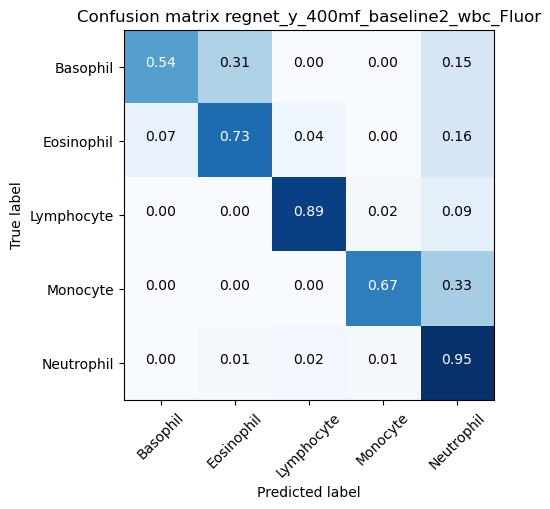 Confusion matrix regnet_y_400mf_baseline2_wbc_Fluor
True label
Basophil 0.54 0.31 0.00 0.00 0.15
Eosinophil 0.07 0.73 0.04 0.00 0.16
Lymphocyte 0.00 0.00 0.89 0.02 0.09
Monocyte 0.00 0.00 0.00 0.67 0.33
Neutrophil 0.00 0.01 0.02 0.01 0.95
Basophil Eosinophil Lymphocyte Monocyte Neutrophil
Predicted label